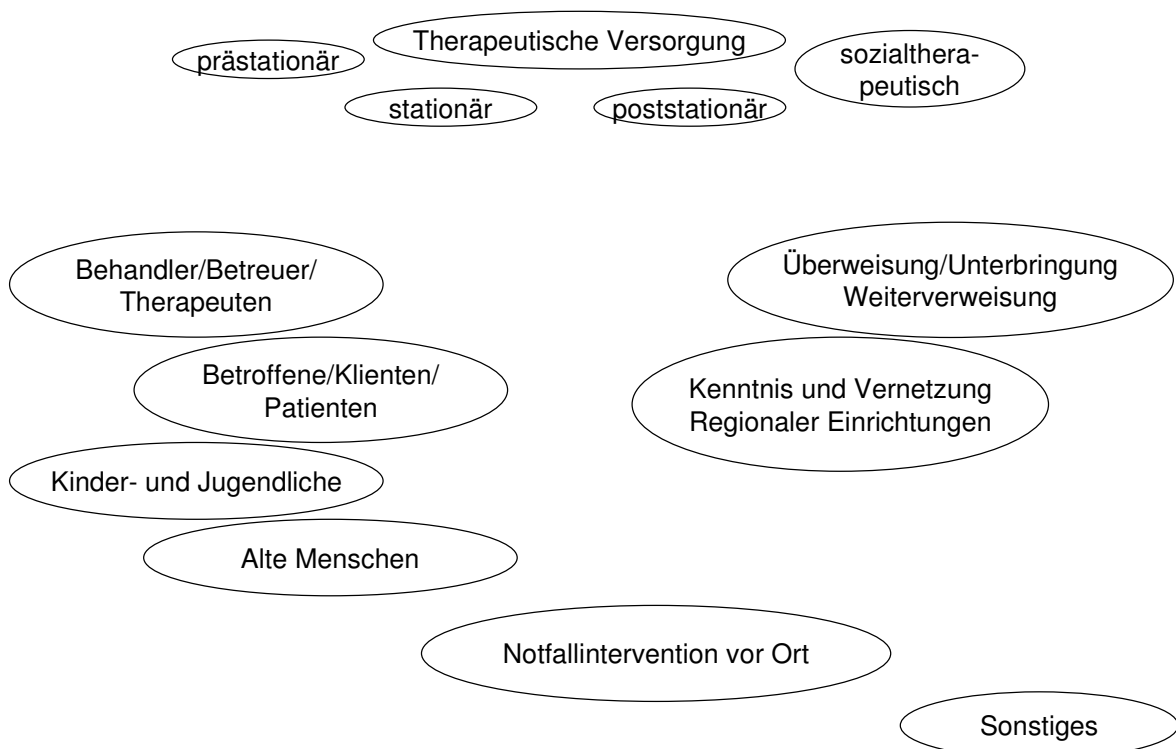 Therapeutische Versorgung
prästationär
sozialthera-
peutisch
stationär
poststationär
Behandler/Betreuer/
Therapeuten
Überweisung/Unterbringung
Weiterverweisung
Betroffene/Klienten/
Patienten
Kenntnis und Vernetzung
Regionaler Einrichtungen
Kinder- und Jugendliche
Alte Menschen
Notfallintervention vor Ort
Sonstiges